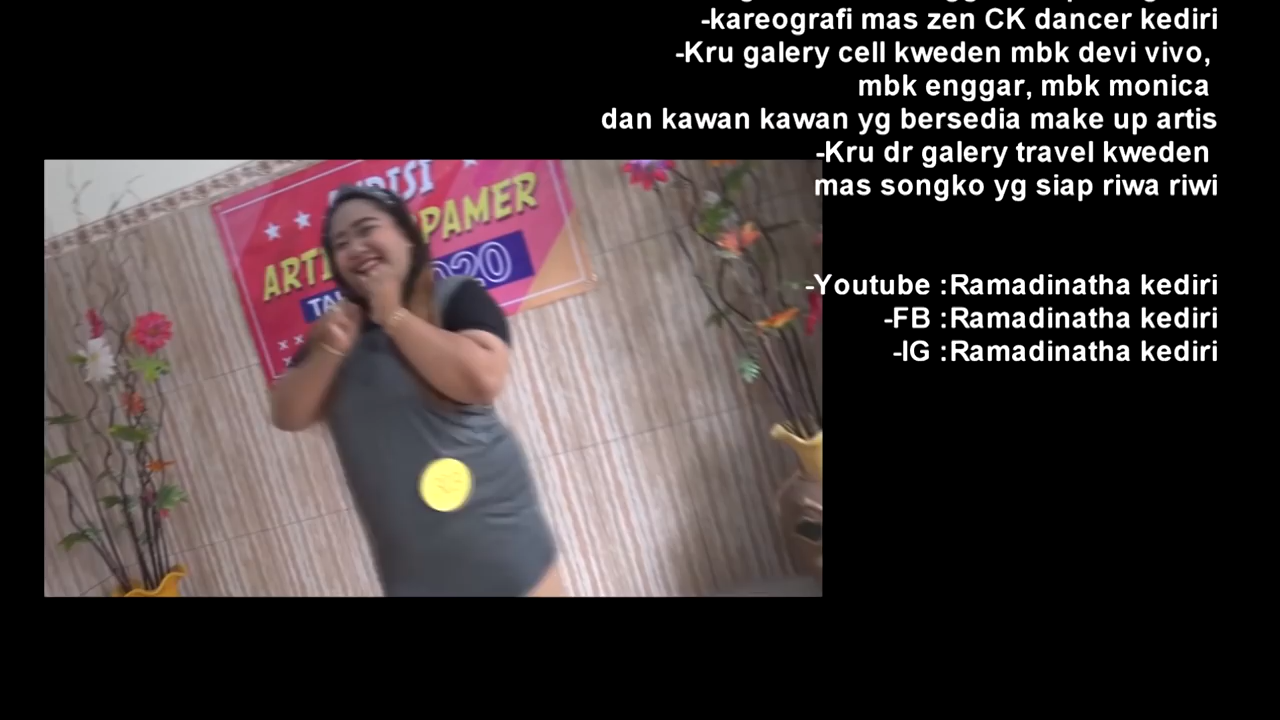 -kareografi mas zen CK dancer kediri
-Kru galery cell kweden mbk devi vivo,
mbk enggar, mbk monica
dan kawan kawan yg bersedia make up artis
-Kru dr galery travel kweden
mas songko yg siap riwa riwi
-Youtube :Ramadinatha kediri
-FB :Ramadinatha kediri
-IG :Ramadinatha kediri
PAMER